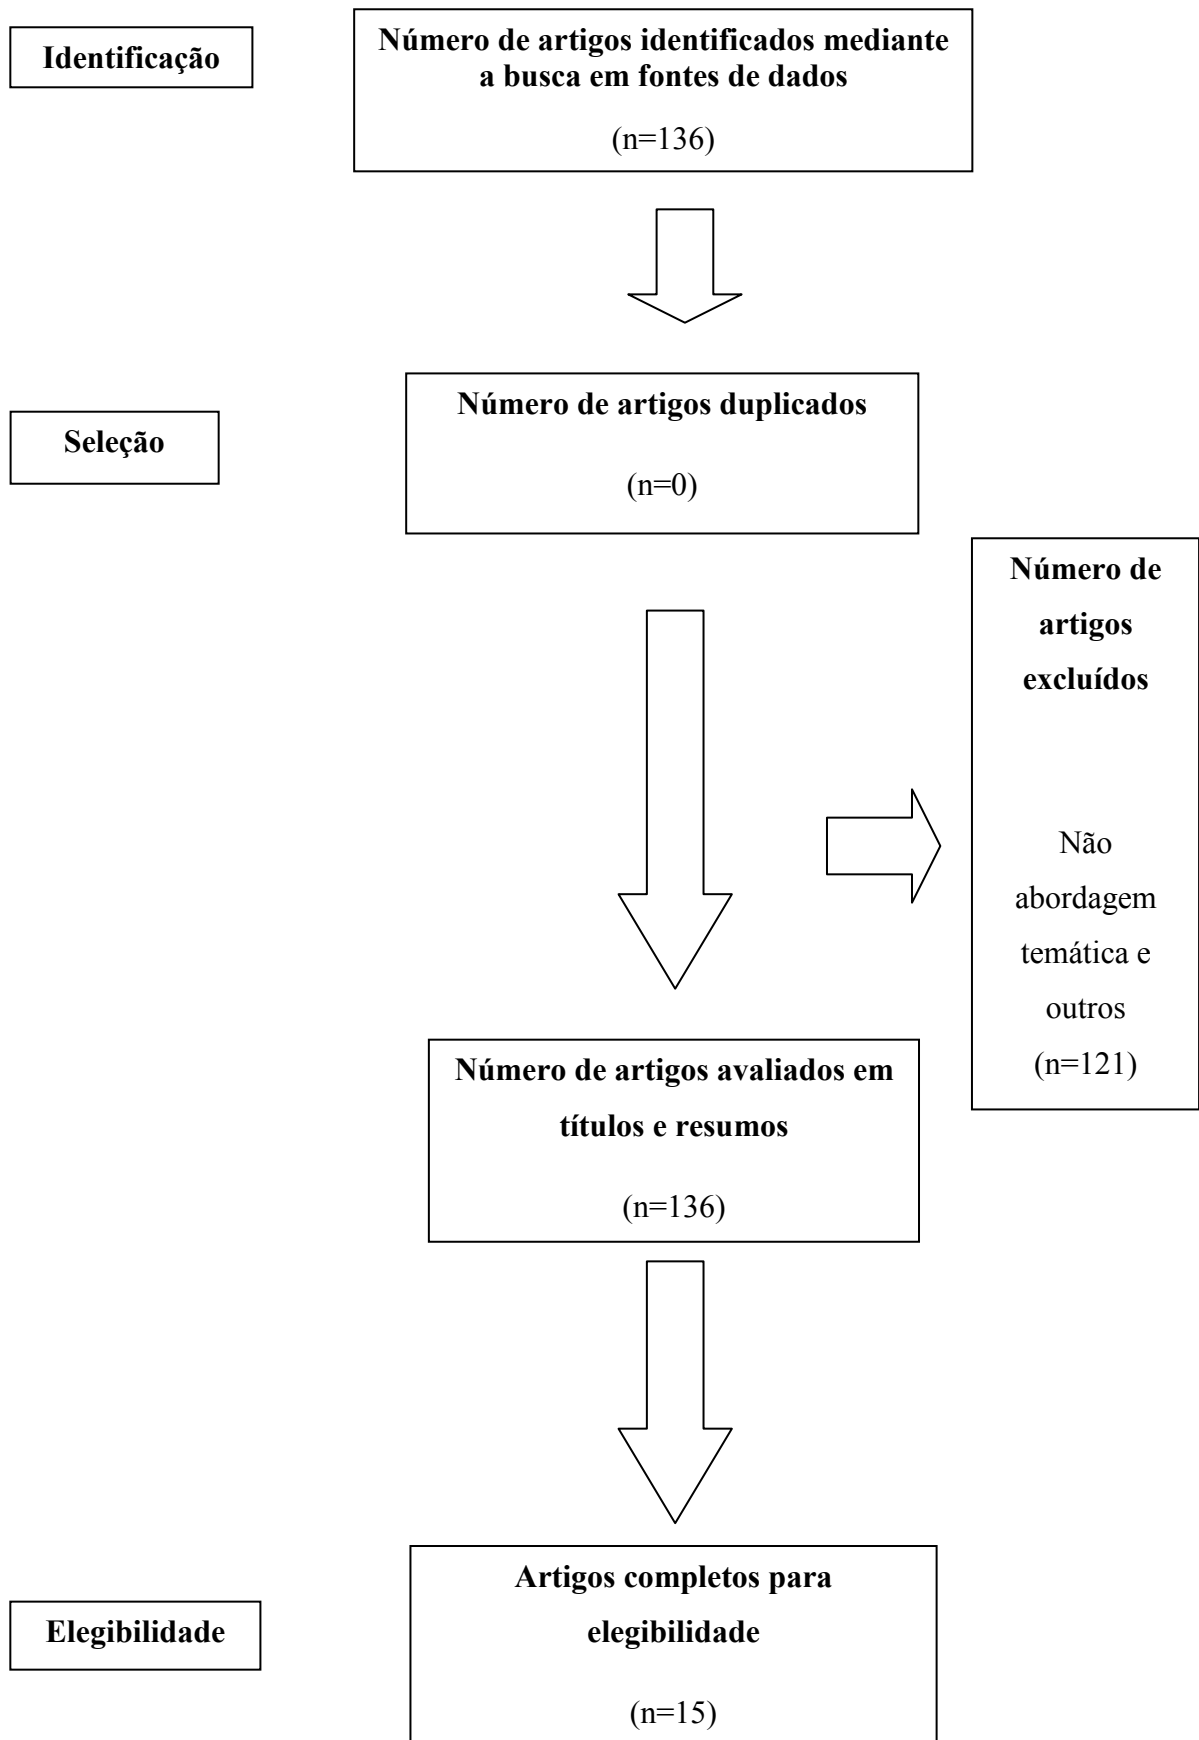 Identificação
Número de artigos identificados mediante
a busca em fontes de dados
(n=136)
Seleção
Número de artigos duplicados
(n=0)
Número de
artigos
excluídos
Não
abordagem
temática e
outros
(n=121)
Número de artigos avaliados em
títulos e resumos
(n=136)
Elegibilidade
Artigos completos para
elegibilidade
(n=15)